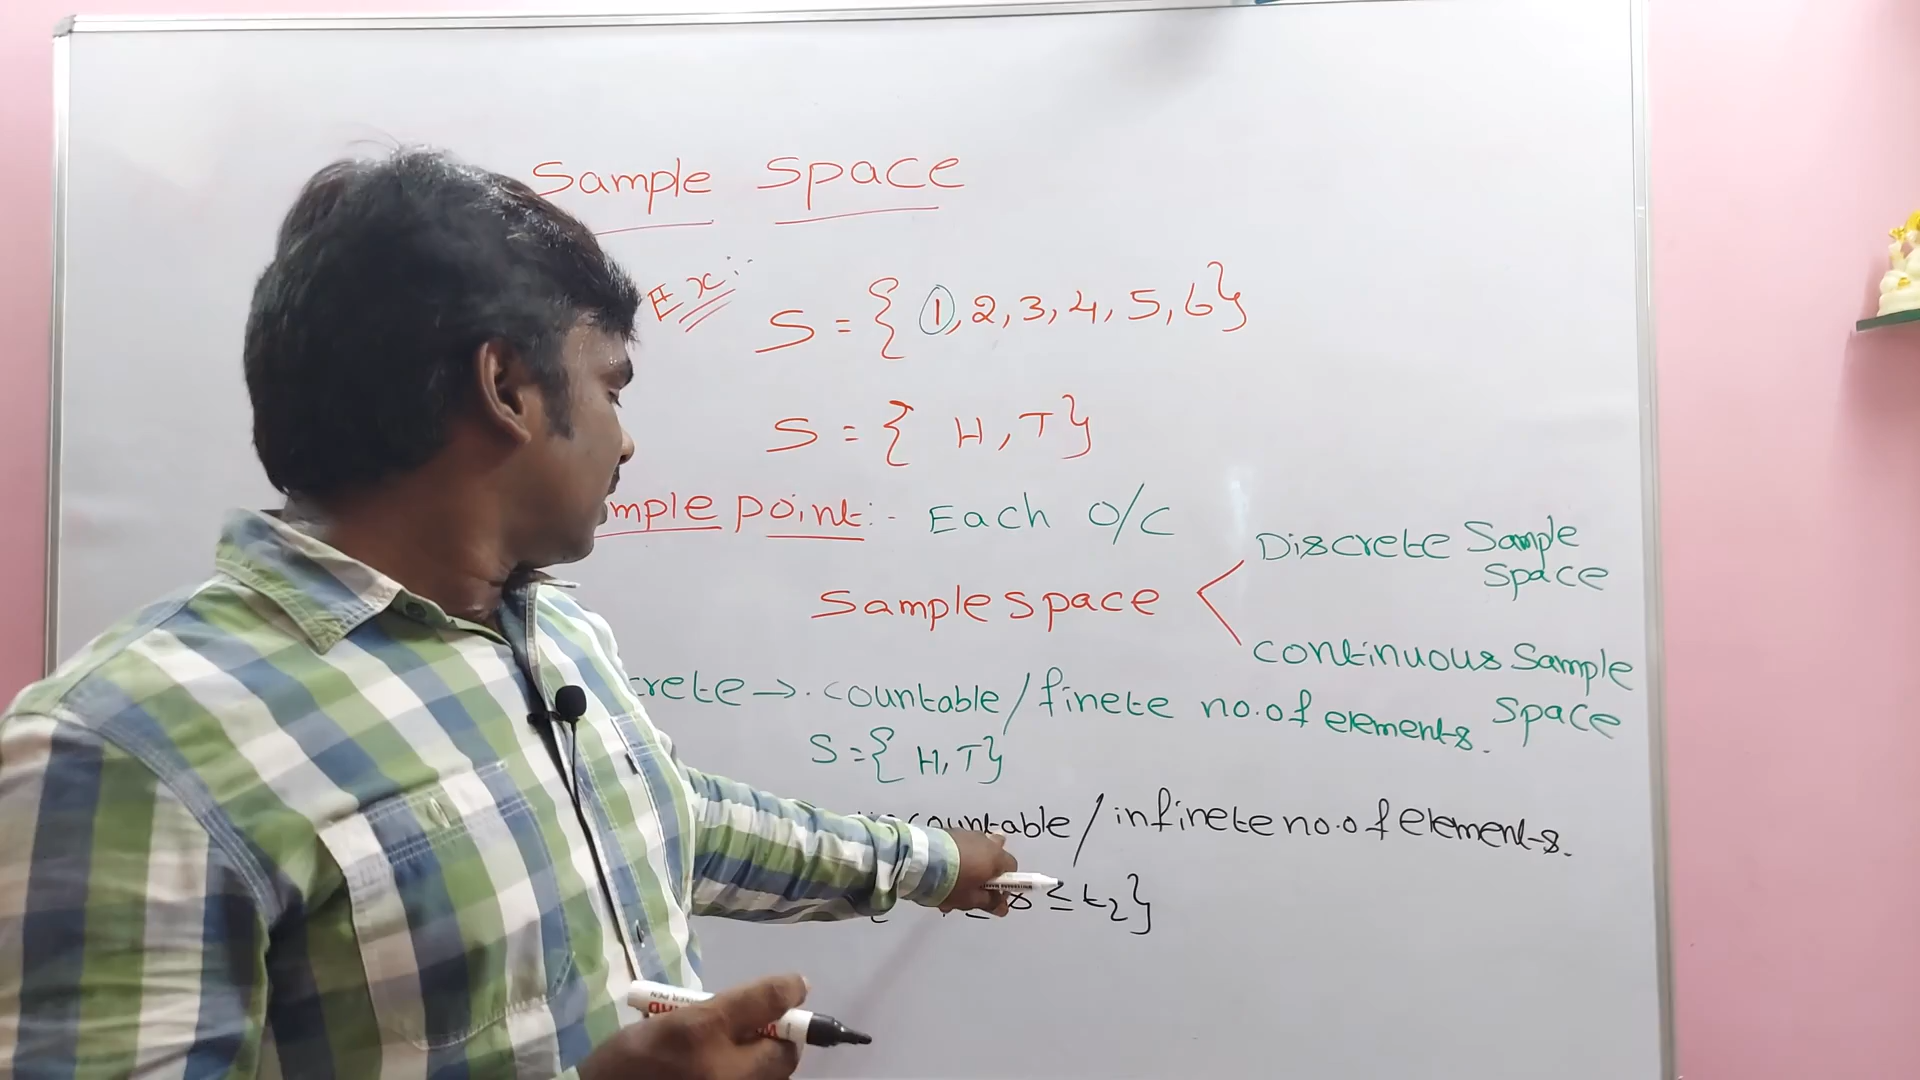 Sample Space
Ex:
S = { 1, 2, 3, 4, 5, 6}
S = { H, T}
mple point:- Each O/C
Sample space < Discrete Sample space
continuous Sample space
crete → . countable / finete no. of elements.
S = { H, T}
countable / infinete no. of elements.
≤ t2}